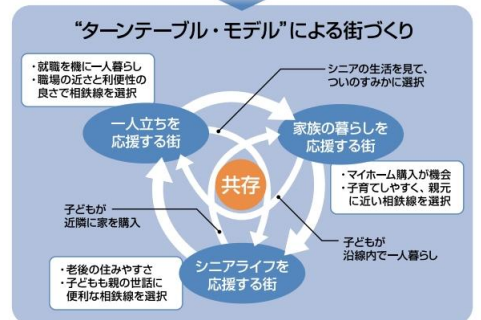 “ターンテーブル・モデル”による街づくり
・就職を機に一人暮らし
・職場の近さと利便性の
良さで相鉄線を選択
シニアの生活を見て、
ついのすみかに選択
一人立ちを
応援する街
家族の暮らしを
応援する街
共存
・マイホーム購入が機会
・子育てしやすく、親元
に近い相鉄線を選択
子どもが
近隣に家を購入
子どもが
沿線内で一人暮らし
・老後の住みやすさ
・子どもも親の世話に
便利な相鉄線を選択
シニアライフを
応援する街